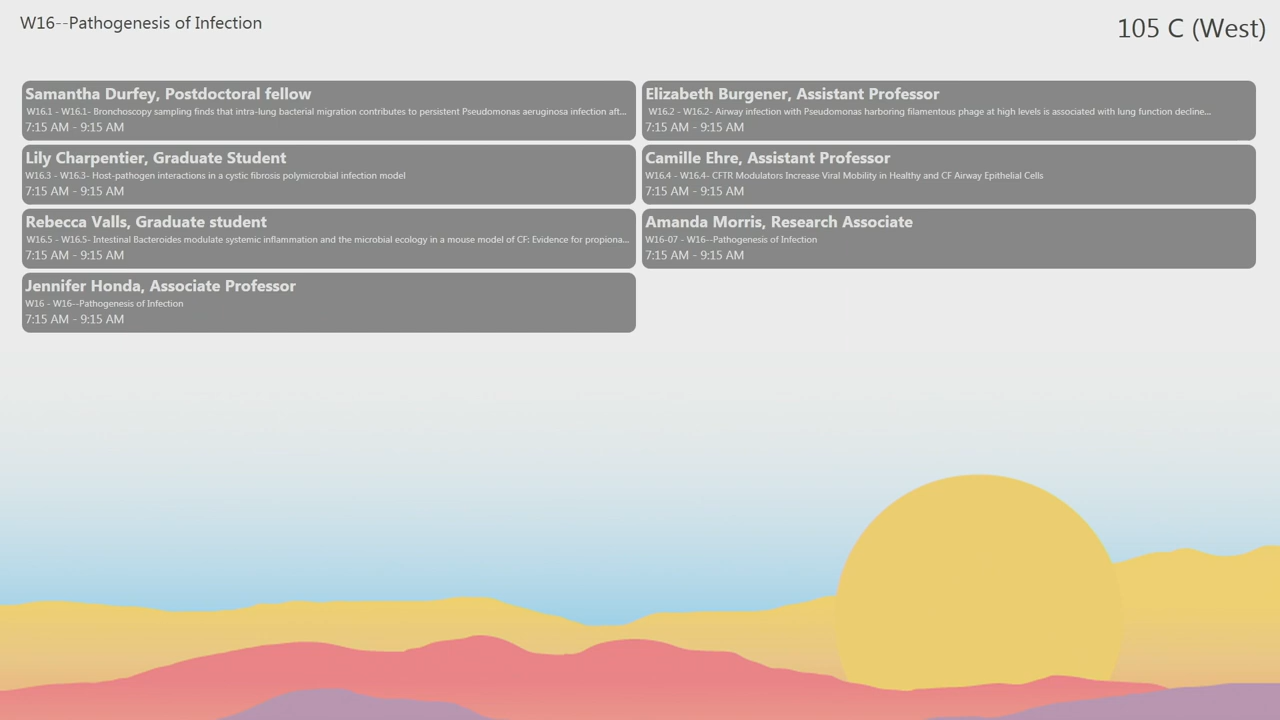 W16--Pathogenesis of Infection
105 C (West)
Samantha Durfey, Postdoctoral fellow
W16.1 - W16.1- Bronchoscopy sampling finds that intra-lung bacterial migration contributes to persistent Pseudomonas aeruginosa infection aft...
7:15 AM - 9:15 AM
Elizabeth Burgener, Assistant Professor
W16.2 - W16.2- Airway infection with Pseudomonas harboring filamentous phage at high levels is associated with lung function decline...
7:15 AM - 9:15 AM
Lily Charpentier, Graduate Student
W16.3 - W16.3- Host-pathogen interactions in a cystic fibrosis polymicrobial infection model
7:15 AM - 9:15 AM
Camille Ehre, Assistant Professor
W16.4 - W16.4- CFTR Modulators Increase Viral Mobility in Healthy and CF Airway Epithelial Cells
7:15 AM - 9:15 AM
Rebecca Valls, Graduate student
W16.5 - W16.5- Intestinal Bacteroides modulate systemic inflammation and the microbial ecology in a mouse model of CF: Evidence for propiona...
7:15 AM - 9:15 AM
Amanda Morris, Research Associate
W16-07 - W16--Pathogenesis of Infection
7:15 AM - 9:15 AM
Jennifer Honda, Associate Professor
W16 - W16--Pathogenesis of Infection
7:15 AM - 9:15 AM